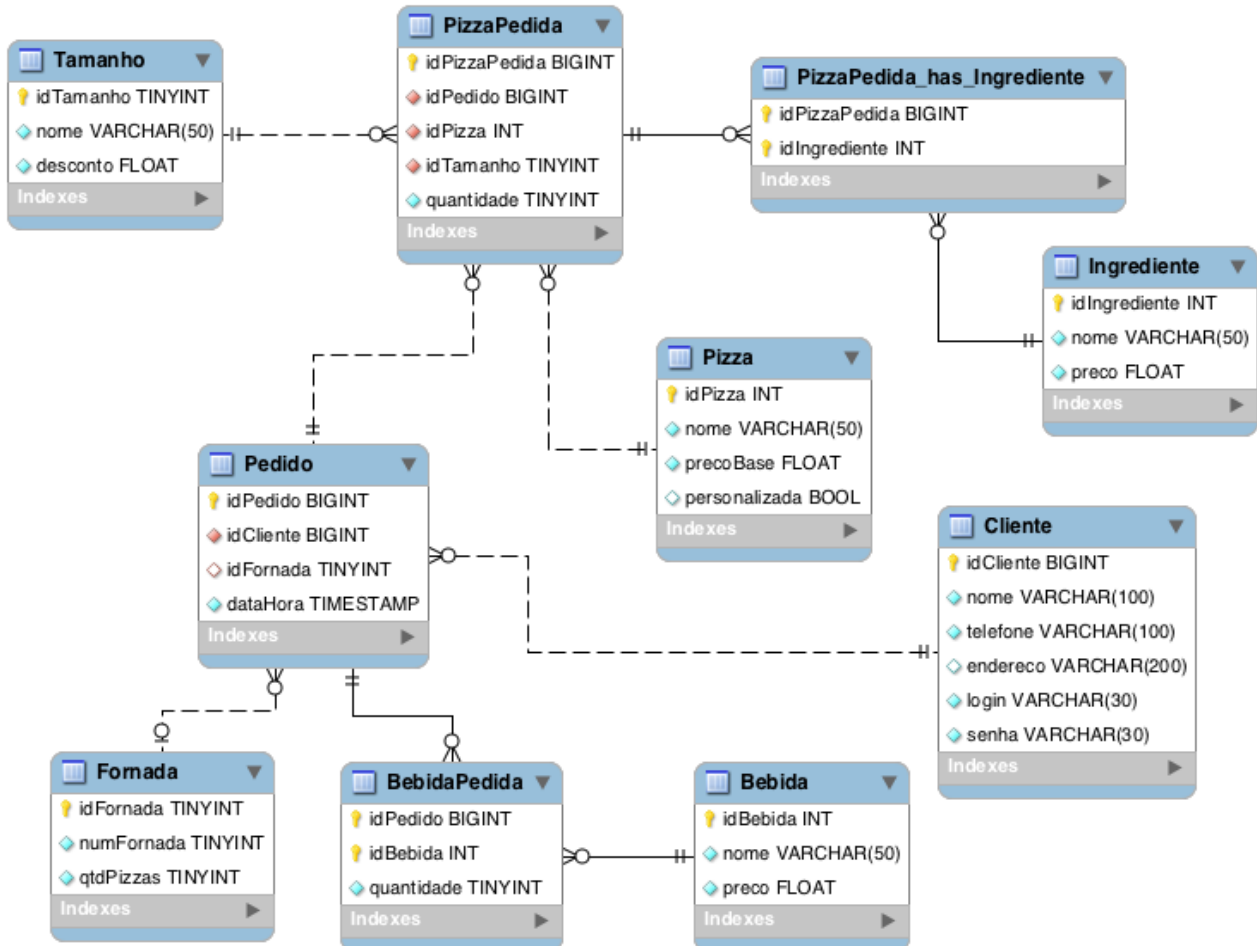 Tamanho
idTamanho TINYINT
nome VARCHAR(50)
desconto FLOAT
Indexes
PizzaPedida
idPizzaPedida BIGINT
idPedido BIGINT
idPizza INT
idTamanho TINYINT
quantidade TINYINT
Indexes
PizzaPedida_has_Ingrediente
idPizzaPedida BIGINT
idIngrediente INT
Indexes
Ingrediente
idIngrediente INT
nome VARCHAR(50)
preco FLOAT
Indexes
Pizza
idPizza INT
nome VARCHAR(50)
precoBase FLOAT
personalizada BOOL
Indexes
Pedido
idPedido BIGINT
idCliente BIGINT
idFornada TINYINT
dataHora TIMESTAMP
Indexes
Cliente
idCliente BIGINT
nome VARCHAR(100)
telefone VARCHAR(100)
endereco VARCHAR(200)
login VARCHAR(30)
senha VARCHAR(30)
Indexes
Fornada
idFornada TINYINT
numFornada TINYINT
qtdPizzas TINYINT
Indexes
BebidaPedida
idPedido BIGINT
idBebida INT
quantidade TINYINT
Indexes
Bebida
idBebida INT
nome VARCHAR(50)
preco FLOAT
Indexes